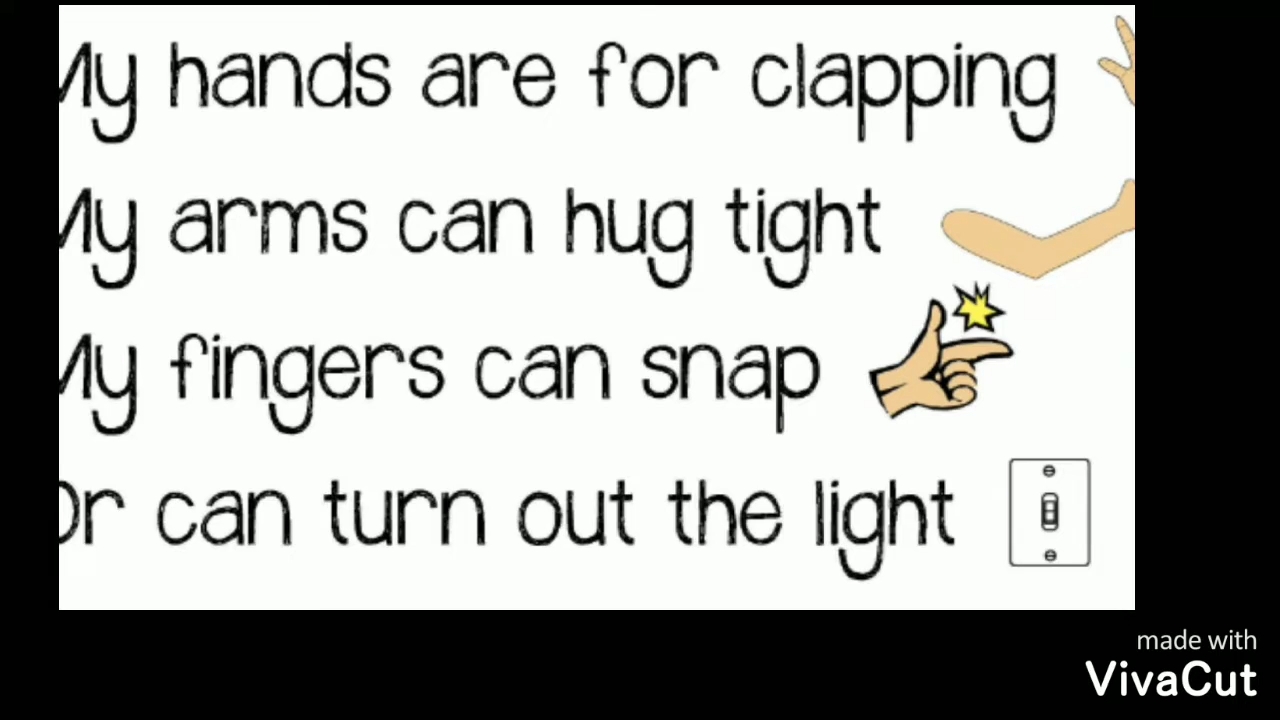 My hands are for clapping
My arms can hug tight
My fingers can snap
Or can turn out the light
made with
VivaCut